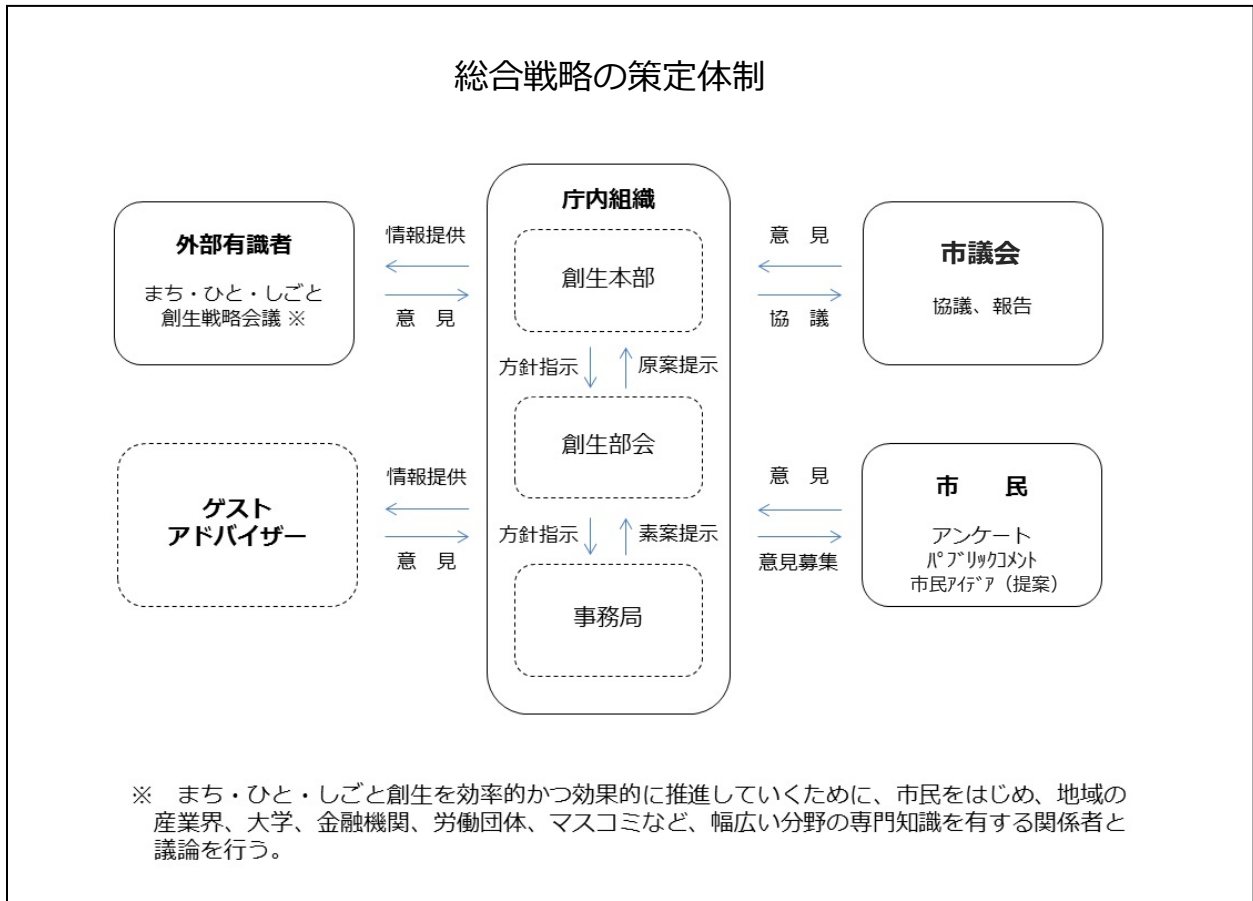 総合戦略の策定体制
外部有識者
まち・ひと・しごと
創生戦略会議 ※
情報提供
意　見
庁内組織
創生本部
意　見
協　議
市議会
協議、報告
方針指示
原案提示
ゲスト
アドバイザー
情報提供
意　見
創生部会
意　見
意見募集
市　　民
アンケート
ﾊﾟﾌﾞﾘｯｸｺﾒﾝﾄ
市民ｱｲﾃﾞｱ（提案）
方針指示
素案提示
事務局
※　まち・ひと・しごと創生を効率的かつ効果的に推進していくために、市民をはじめ、地域の
産業界、大学、金融機関、労働団体、マスコミなど、幅広い分野の専門知識を有する関係者と
議論を行う。